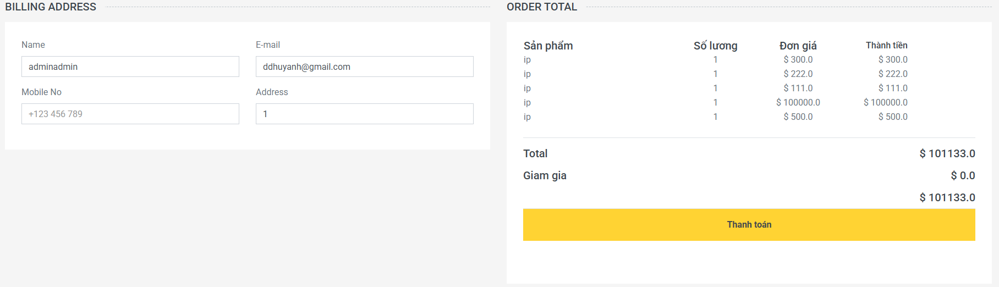 BILLING ADDRESS
Name
E-mail
adminadmin
ddhuyanh@gmail.com
Mobile No
Address
+123 456 789
1
ORDER TOTAL
Sản phẩm Số lương Đơn giá Thành tiền
ip 1 $ 300.0 $ 300.0
ip 1 $ 222.0 $ 222.0
ip 1 $ 111.0 $ 111.0
ip 1 $ 100000.0 $ 100000.0
ip 1 $ 500.0 $ 500.0
Total $ 101133.0
Giam gia $ 0.0
$ 101133.0
Thanh toán